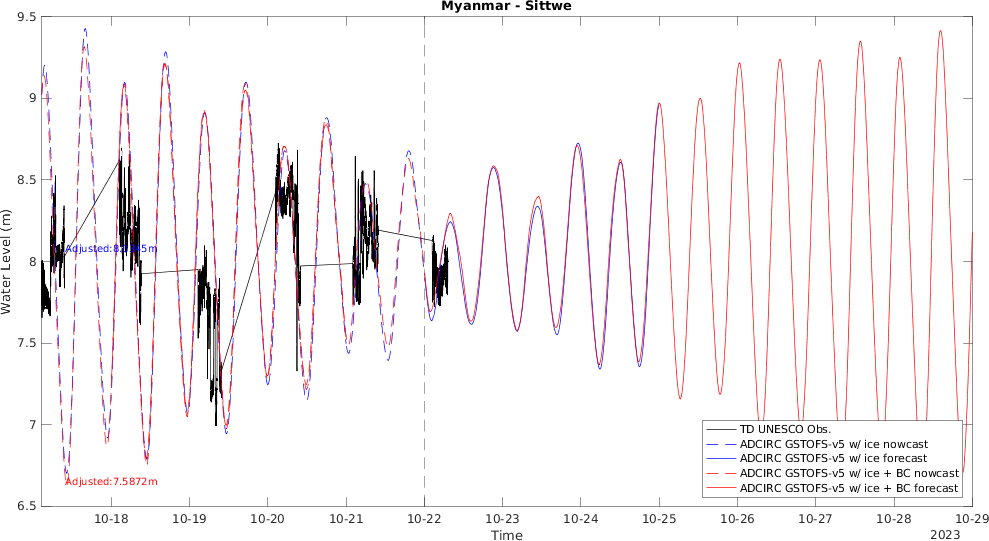 Myanmar - Sittwe
9.5
9
8.5
8
7.5
7
6.5
Water Level (m)
Adjusted:7.5872m
TD UNESCO Obs.
ADCIRC GSTOFS-v5 w/ ice nowcast
ADCIRC GSTOFS-v5 w/ ice forecast
ADCIRC GSTOFS-v5 w/ ice + BC nowcast
ADCIRC GSTOFS-v5 w/ ice + BC forecast
10-18 10-19 10-20 10-21 10-22 10-23 10-24 10-25 10-26 10-27 10-28 10-29
Time
2023